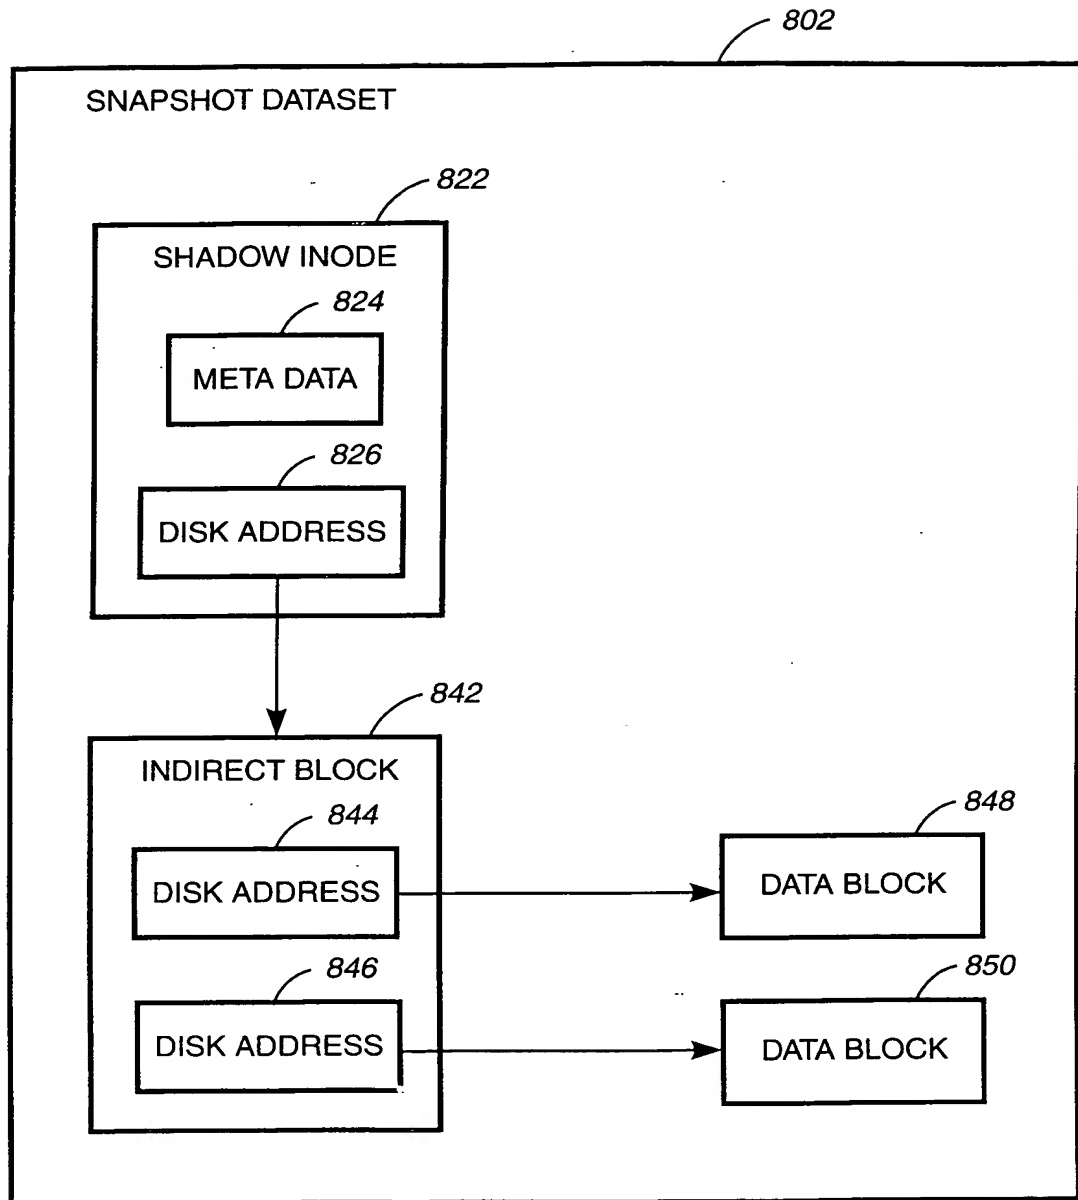 802
SNAPSHOT DATASET
822
SHADOW INODE
824
META DATA
826
DISK ADDRESS
842
INDIRECT BLOCK
844
DISK ADDRESS
848
DATA BLOCK
846
DISK ADDRESS
850
DATA BLOCK